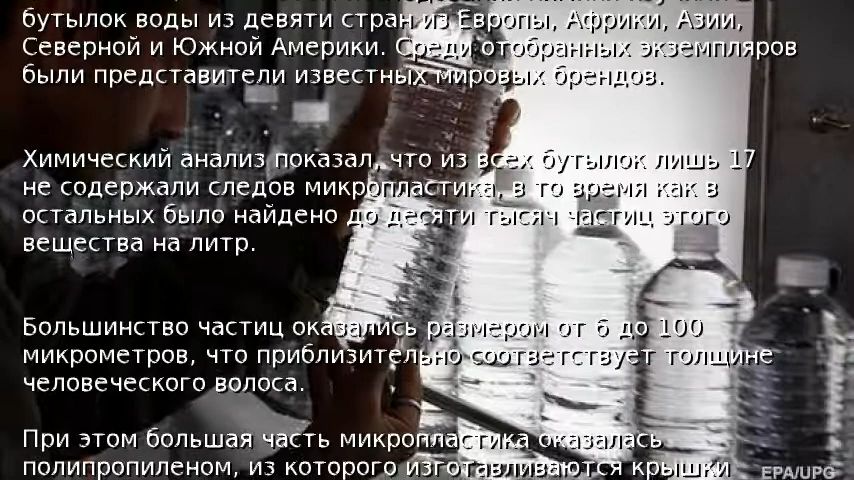 бутылок воды из девяти стран из Европы, Африки, Азии,
Северной и Южной Америки. Среди отобранных экземпляров
были представители известных мировых брендов.
Химический анализ показал, что из всех бутылок лишь 17
не содержали следов микропластика, в то время как в
остальных было найдено до десяти тысяч частиц этого
вещества на литр.
Большинство частиц оказались размером от 6 до 100
микрометров, что приблизительно соответствует толщине
человеческого волоса.
При этом большая часть микропластика оказалась
полипропиленом, из которого изготавливаются крышки
EPA/UPG